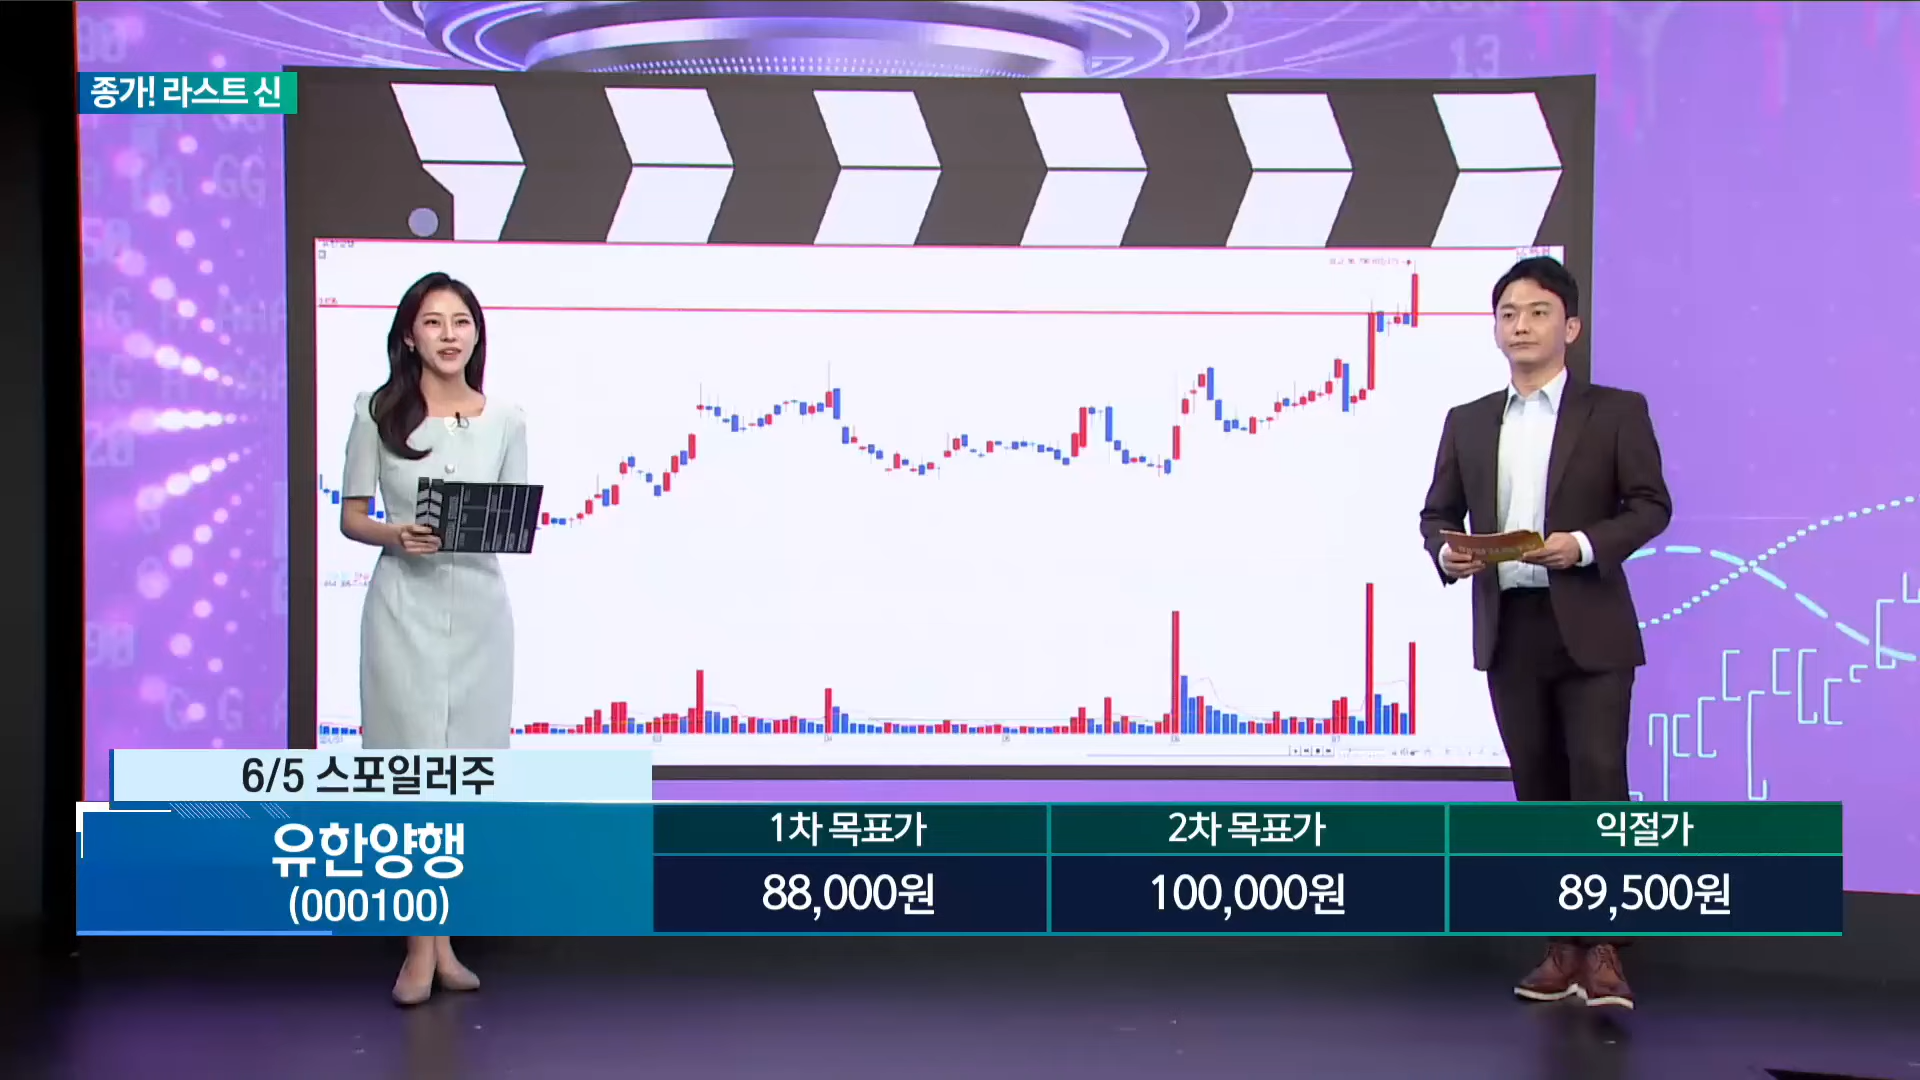 종가! 라스트 신
6/5 스포일러주
유한양행
(000100)
1차 목표가
2차 목표가
익절가
88,000원
100,000원
89,500원